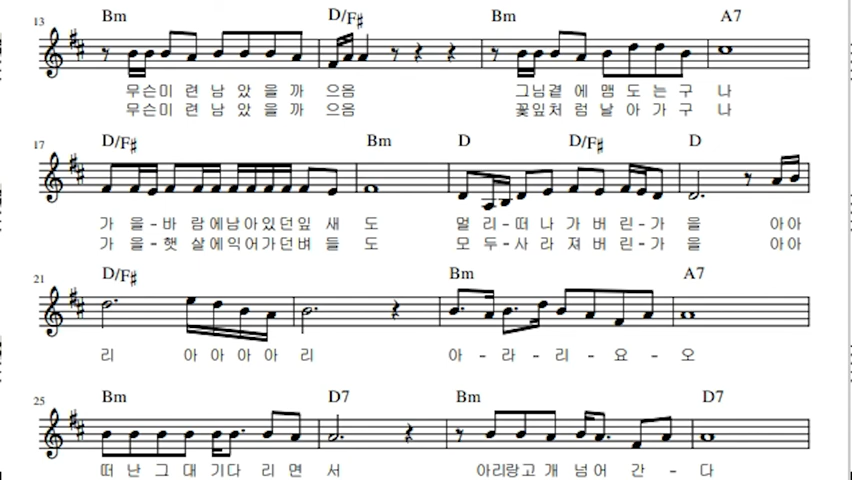 13 Bm D/F# Bm A7
무슨미 련 남 았 을 까 으음 그님곁 에 맴 도 는 구 나
무슨미 련 남 았 을 까 으음 꽃잎처 럼 날 아 가 구 나
17 D/F# Bm D D/F# D
가 을-바 람에남아있던잎 새 도 멀 리-떠 나 가 버 린-가 을 아아
가 을-햇 살에익어가던벼 들 도 모 두-사 라 져 버 린-가 을 아아
21 D/F# Bm A7
리 아 아 아 아 리 아 - 라 - 리 - 요 - 오
25 Bm D7 Bm D7
떠 난 그 대 기다 리 면 서 아리랑고 개 넘어 간 - 다